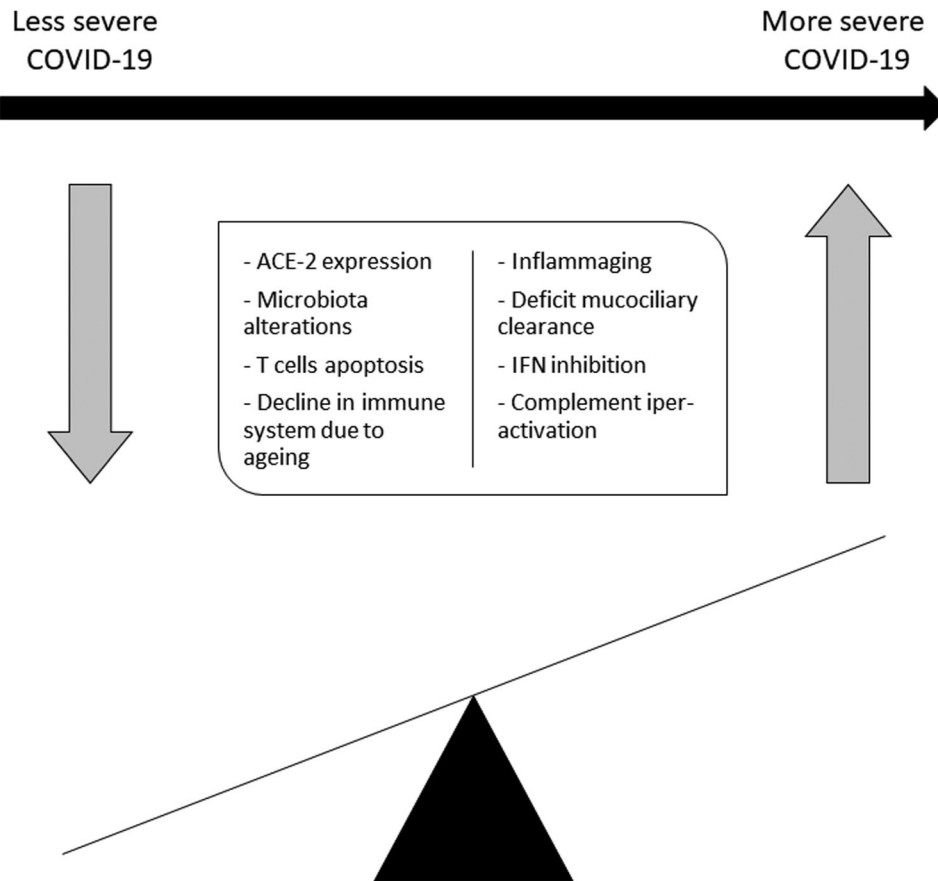 Less severe
COVID-19
More severe
COVID-19
- ACE-2 expression
- Microbiota
alterations
- T cells apoptosis
- Decline in immune
system due to
ageing
- Inflammaging
- Deficit mucociliary
clearance
- IFN inhibition
- Complement iper-
activation